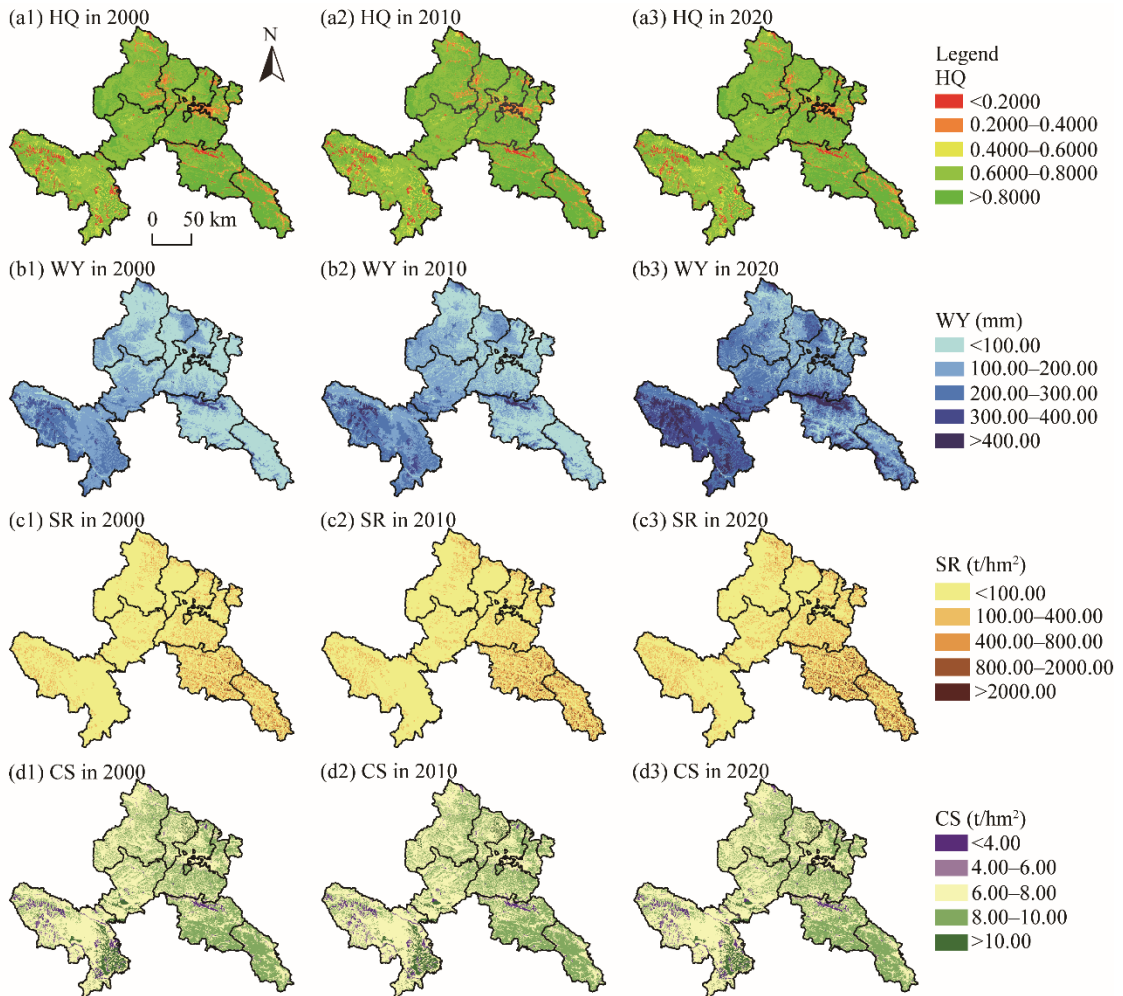 (a1) HQ in 2000
(a2) HQ in 2010
(a3) HQ in 2020
N
0 50 km
Legend
HQ
<0.2000
0.2000–0.4000
0.4000–0.6000
0.6000–0.8000
>0.8000
(b1) WY in 2000
(b2) WY in 2010
(b3) WY in 2020
WY (mm)
<100.00
100.00–200.00
200.00–300.00
300.00–400.00
>400.00
(c1) SR in 2000
(c2) SR in 2010
(c3) SR in 2020
SR (t/hm²)
<100.00
100.00–400.00
400.00–800.00
800.00–2000.00
>2000.00
(d1) CS in 2000
(d2) CS in 2010
(d3) CS in 2020
CS (t/hm²)
<4.00
4.00–6.00
6.00–8.00
8.00–10.00
>10.00